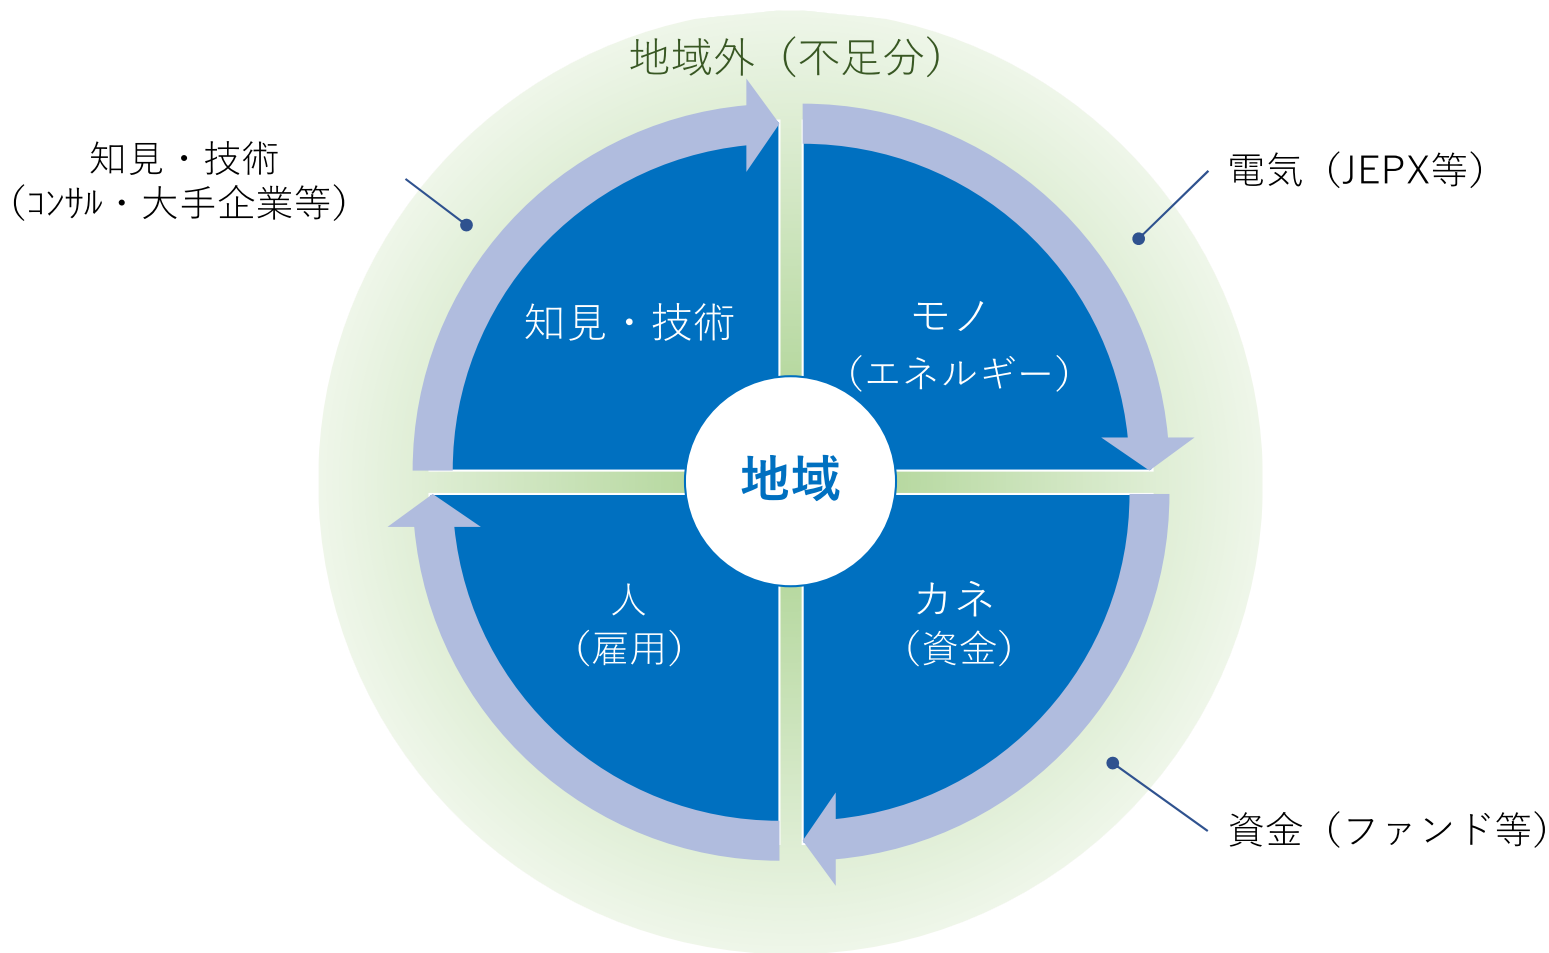 地域外（不足分）
知見・技術
（ｺﾝｻﾙ・大手企業等）
電気（JEPX等）
知見・技術
モノ
（エネルギー）
地域
人
（雇用）
カネ
（資金）
資金（ファンド等）